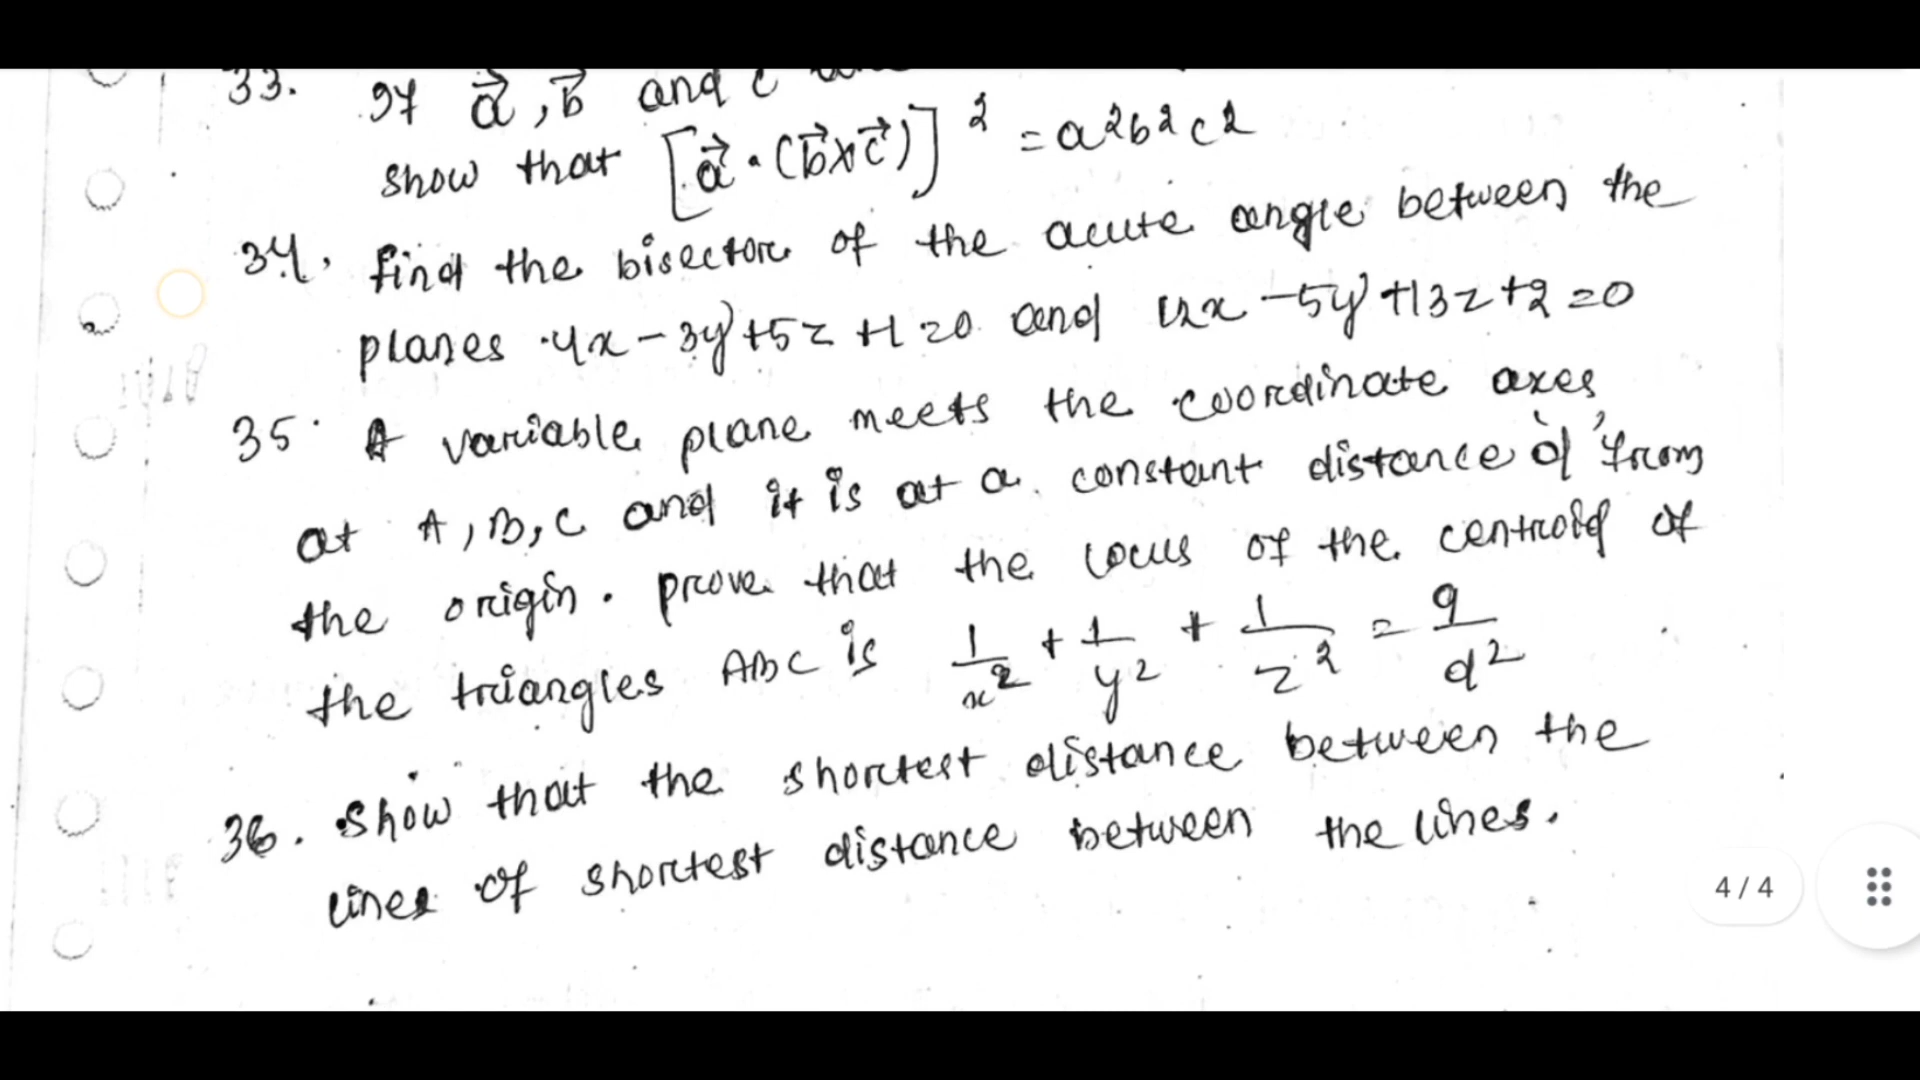 33. If a⃗, b⃗ and c
show that [a⃗ · (b⃗×c⃗)]² = a²b²c²
34. find the bisector of the acute angle between the
planes 4x-3y+5z+1=0 and 12x-5y+13z+2=0
35. A variable plane meets the coordinate axes
at A, B, C and it is at a constant distance 'd' from
the origin. prove that the locus of the centroid of
the triangles ABC is 1/x² + 1/y² + 1/z² = 9/d²
36. Show that the shortest distance between the
lines of shortest distance between the lines.
4 / 4